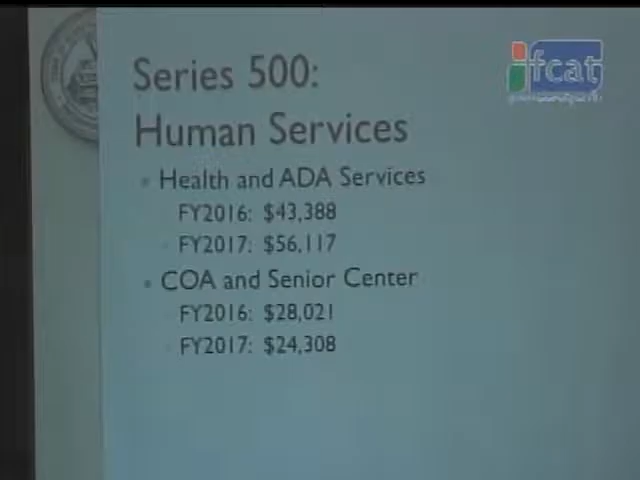 Series 500:
Human Services
Health and ADA Services
FY2016: $43,388
FY2017: $56,117
COA and Senior Center
FY2016: $28,021
FY2017: $24,308
fcat